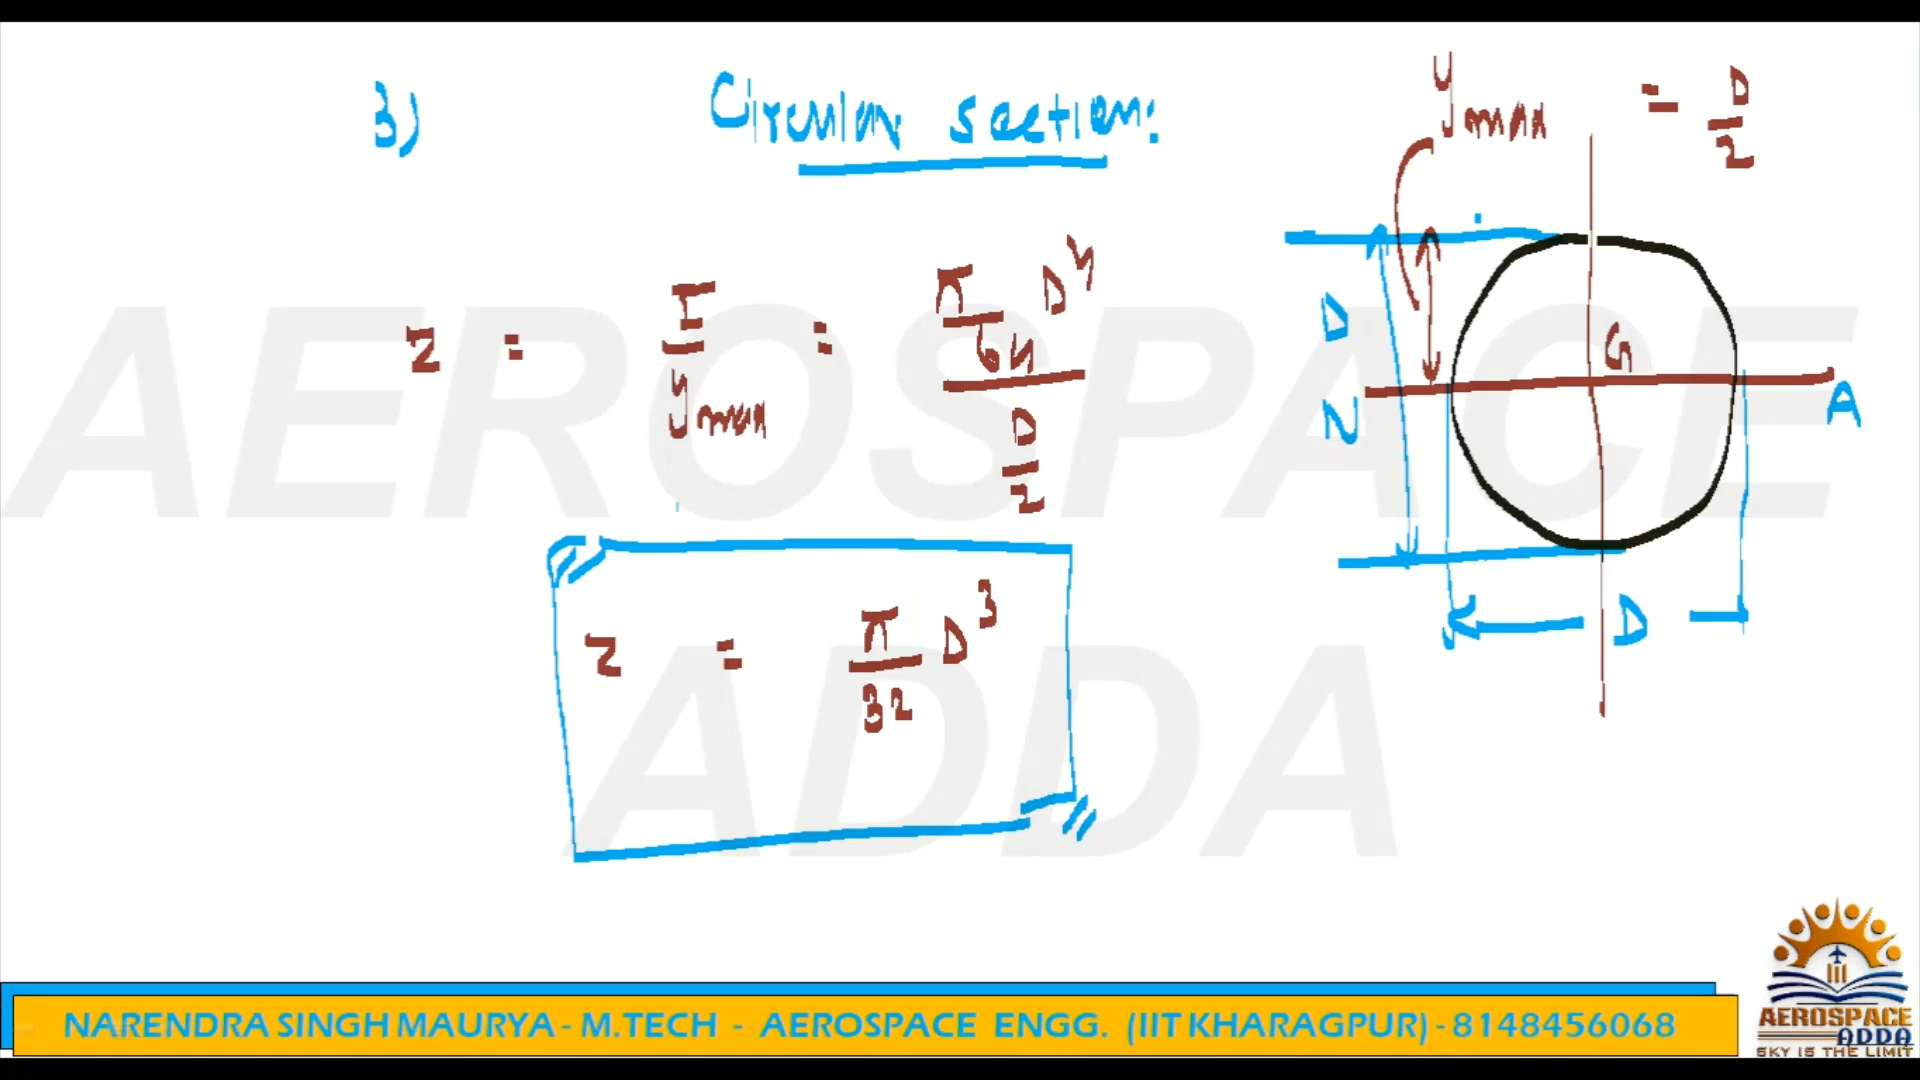 3) Circular section:
ymax = D/2
Z = I/ymax = π/64 D⁴ / D/2
D
G
N A
Z = π/32 D³
D
AEROSPACE
ADDA
NARENDRA SINGH MAURYA - M.TECH - AEROSPACE ENGG. (IIT KHARAGPUR) - 8148456068
AEROSPACE
ADDA
SKY IS THE LIMIT